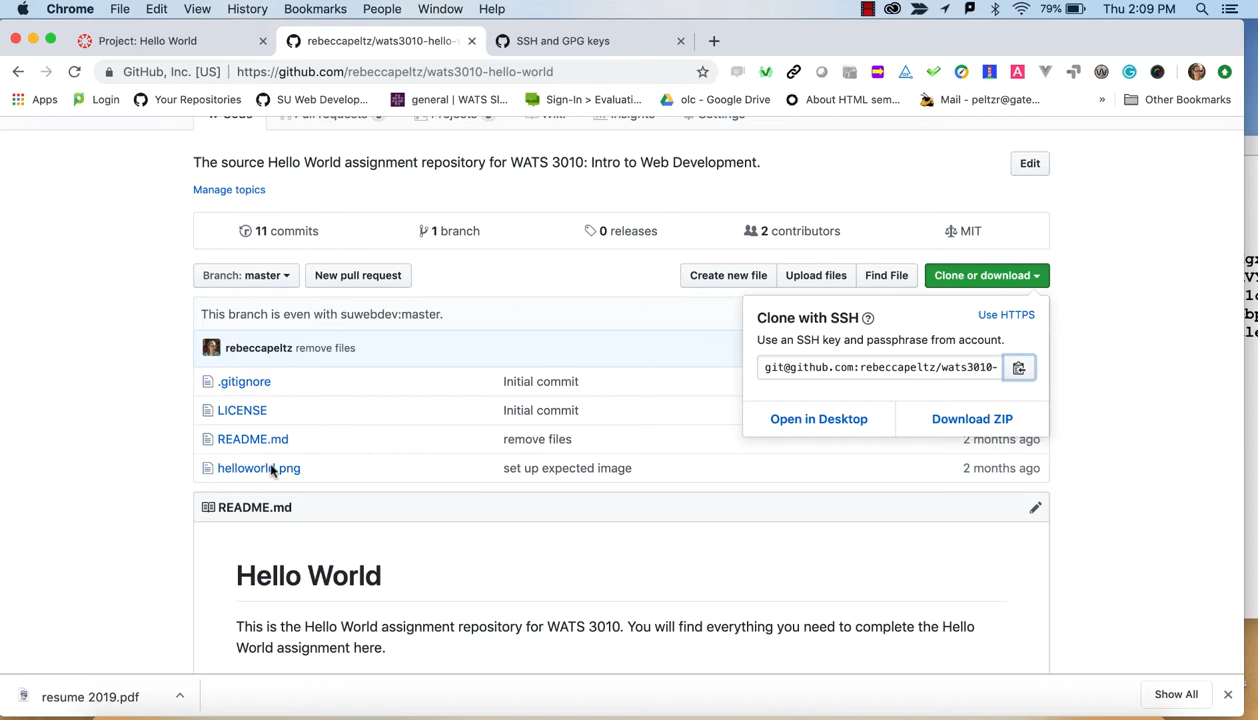 Chrome File Edit View History Bookmarks People Window Help 79% Thu 2:09 PM
Project: Hello World
rebeccapeltz/wats3010-hello-
SSH and GPG keys
GitHub, Inc. [US] https://github.com/rebeccapeltz/wats3010-hello-world
Apps Login Your Repositories SU Web Develop... general | WATS Sl... Sign-In > Evaluati... olc - Google Drive About HTML sem... Mail - peltzr@gate... » Other Bookmarks
Code Pull requests 0 Projects 0 Wiki Insights Settings
The source Hello World assignment repository for WATS 3010: Intro to Web Development.
Edit
Manage topics
11 commits 1 branch 0 releases 2 contributors MIT
Branch: master New pull request Create new file Upload files Find File Clone or download
This branch is even with suwebdev:master.
Clone with SSH
Use HTTPS
Use an SSH key and passphrase from account.
git@github.com:rebeccapeltz/wats3010-
Open in Desktop Download ZIP
rebeccapeltz remove files
.gitignore Initial commit
LICENSE Initial commit
README.md remove files 2 months ago
helloworld.png set up expected image 2 months ago
README.md
Hello World
This is the Hello World assignment repository for WATS 3010. You will find everything you need to complete the Hello
World assignment here.
resume 2019.pdf
Show All